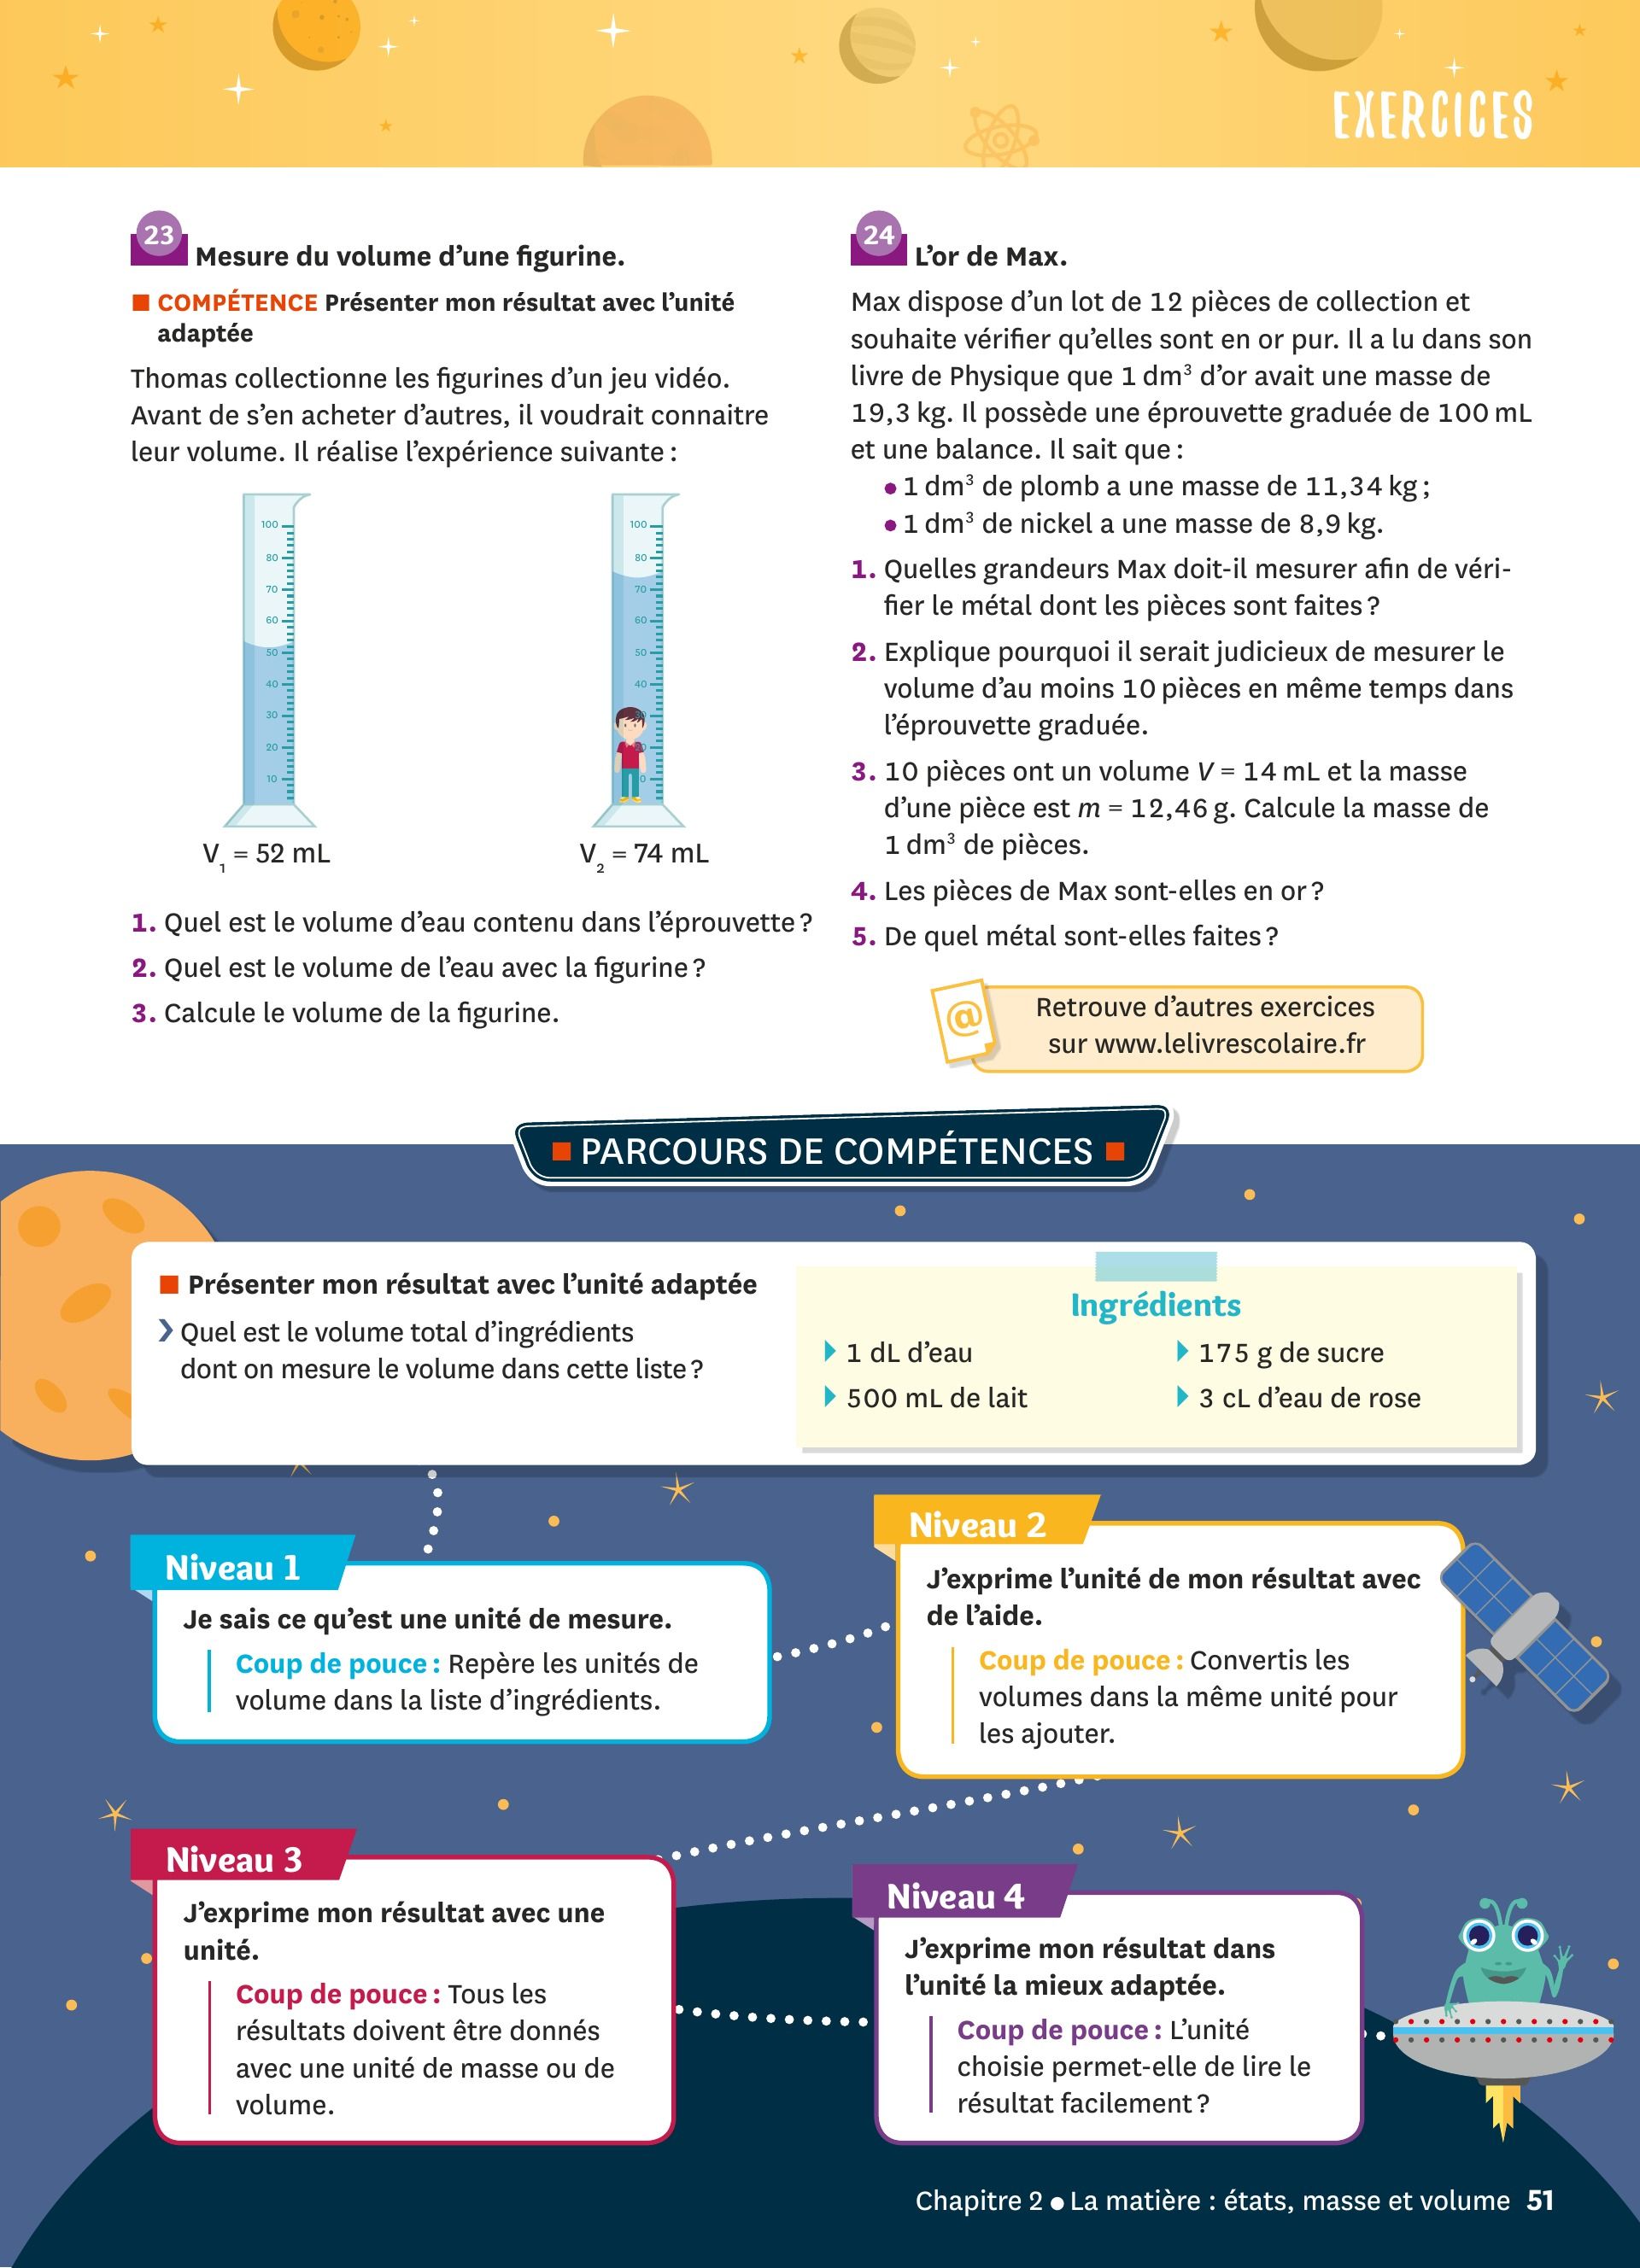 EXERCICES
23 Mesure du volume d’une figurine.
■ COMPÉTENCE Présenter mon résultat avec l’unité
adaptée
Thomas collectionne les figurines d’un jeu vidéo.
Avant de s’en acheter d’autres, il voudrait connaitre
leur volume. Il réalise l’expérience suivante :
100
80
70
60
50
40
30
20
10
100
80
70
60
50
40
V₁ = 52 mL
V₂ = 74 mL
1. Quel est le volume d’eau contenu dans l’éprouvette ?
2. Quel est le volume de l’eau avec la figurine ?
3. Calcule le volume de la figurine.
24 L’or de Max.
Max dispose d’un lot de 12 pièces de collection et
souhaite vérifier qu’elles sont en or pur. Il a lu dans son
livre de Physique que 1 dm³ d’or avait une masse de
19,3 kg. Il possède une éprouvette graduée de 100 mL
et une balance. Il sait que :
• 1 dm³ de plomb a une masse de 11,34 kg ;
• 1 dm³ de nickel a une masse de 8,9 kg.
1. Quelles grandeurs Max doit-il mesurer afin de véri-
fier le métal dont les pièces sont faites ?
2. Explique pourquoi il serait judicieux de mesurer le
volume d’au moins 10 pièces en même temps dans
l’éprouvette graduée.
3. 10 pièces ont un volume V = 14 mL et la masse
d’une pièce est m = 12,46 g. Calcule la masse de
1 dm³ de pièces.
4. Les pièces de Max sont-elles en or ?
5. De quel métal sont-elles faites ?
@
Retrouve d’autres exercices
sur www.lelivrescolaire.fr
■ PARCOURS DE COMPÉTENCES ■
■ Présenter mon résultat avec l’unité adaptée
❯ Quel est le volume total d’ingrédients
dont on mesure le volume dans cette liste ?
Ingrédients
1 dL d’eau
500 mL de lait
175 g de sucre
3 cL d’eau de rose
Niveau 1
Je sais ce qu’est une unité de mesure.
Coup de pouce : Repère les unités de
volume dans la liste d’ingrédients.
Niveau 2
J’exprime l’unité de mon résultat avec
de l’aide.
Coup de pouce : Convertis les
volumes dans la même unité pour
les ajouter.
Niveau 3
J’exprime mon résultat avec une
unité.
Coup de pouce : Tous les
résultats doivent être donnés
avec une unité de masse ou de
volume.
Niveau 4
J’exprime mon résultat dans
l’unité la mieux adaptée.
Coup de pouce : L’unité
choisie permet-elle de lire le
résultat facilement ?
Chapitre 2 • La matière : états, masse et volume 51